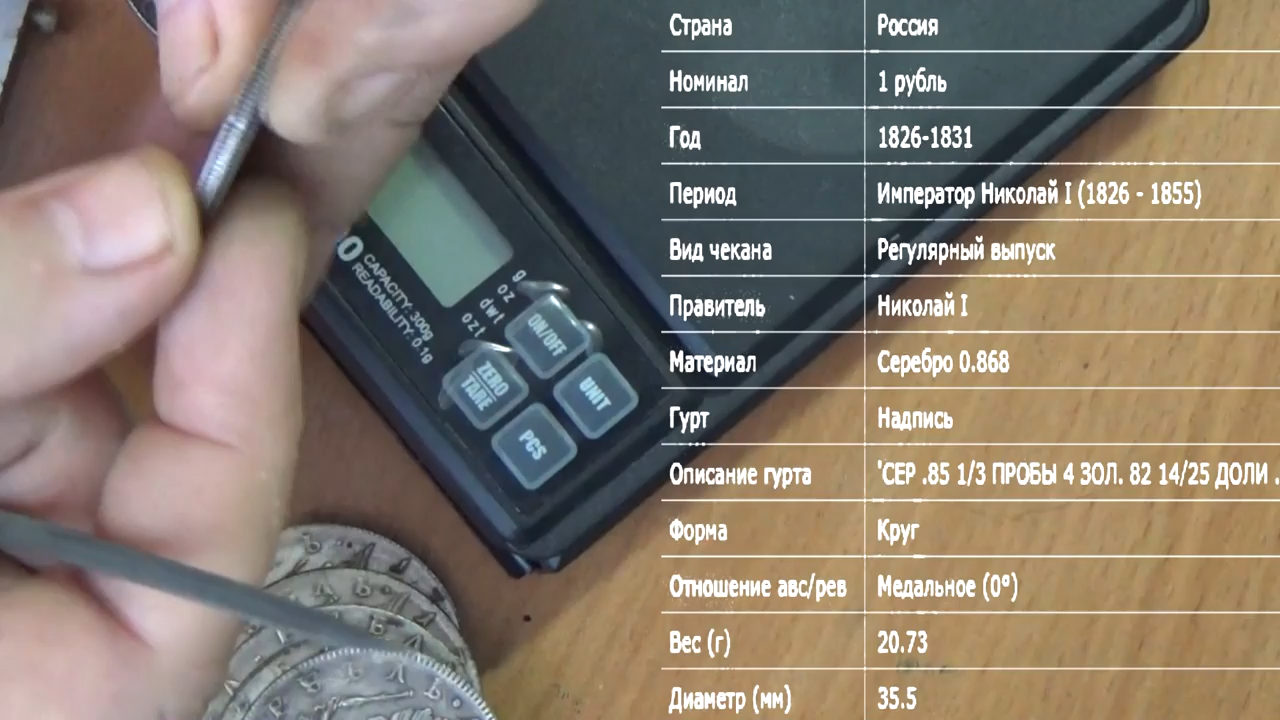 Страна Россия
Номинал 1 рубль
Год 1826-1831
Период Император Николай I (1826 - 1855)
Вид чекана Регулярный выпуск
Правитель Николай I
Материал Серебро 0.868
Гурт Надпись
Описание гурта 'СЕР .85 1/3 ПРОБЫ 4 ЗОЛ. 82 14/25 ДОЛИ .
Форма Круг
Отношение авс/рев Медальное (0°)
Вес (г) 20.73
Диаметр (мм) 35.5
CAPACITY: 300g
READABILITY: 0.1g
g
oz
dwt
ozt
ON/OFF
ZERO
TARE
UNIT
PCS